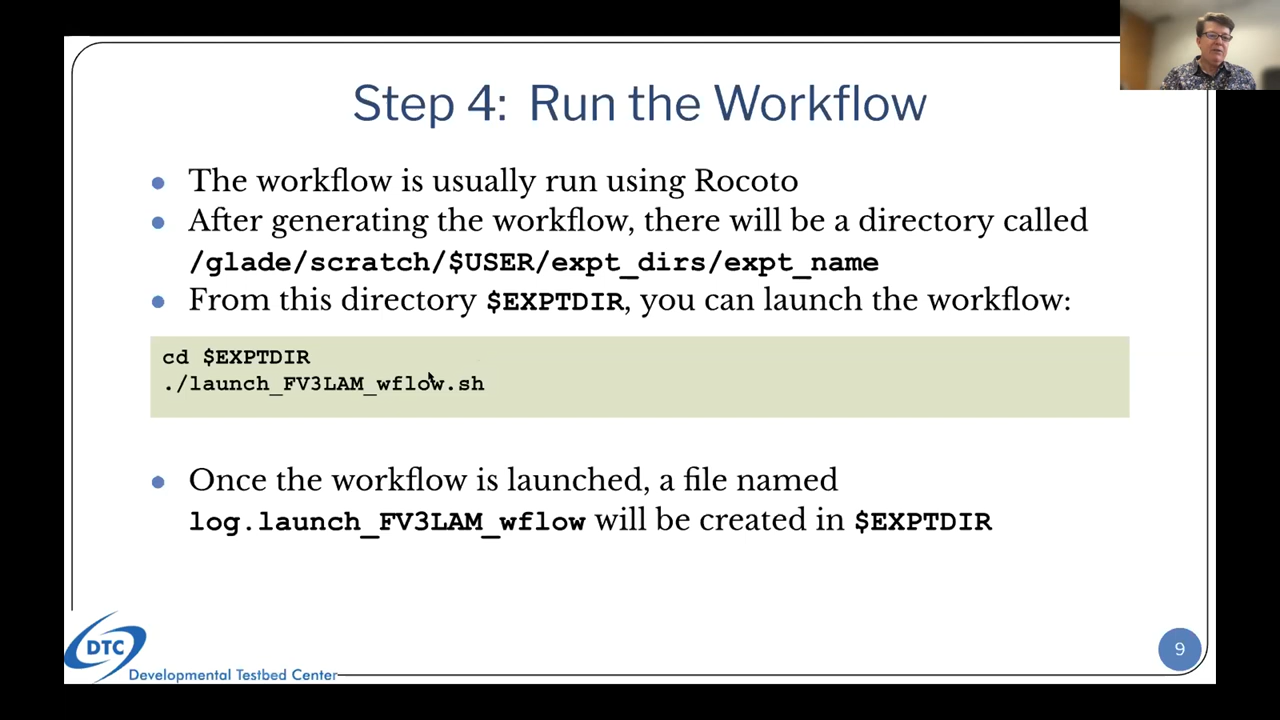 Step 4: Run the Workflow
● The workflow is usually run using Rocoto
● After generating the workflow, there will be a directory called
/glade/scratch/$USER/expt_dirs/expt_name
● From this directory $EXPTDIR, you can launch the workflow:
cd $EXPTDIR
./launch_FV3LAM_wflow.sh
● Once the workflow is launched, a file named
log.launch_FV3LAM_wflow will be created in $EXPTDIR
DTC
Developmental Testbed Center
9